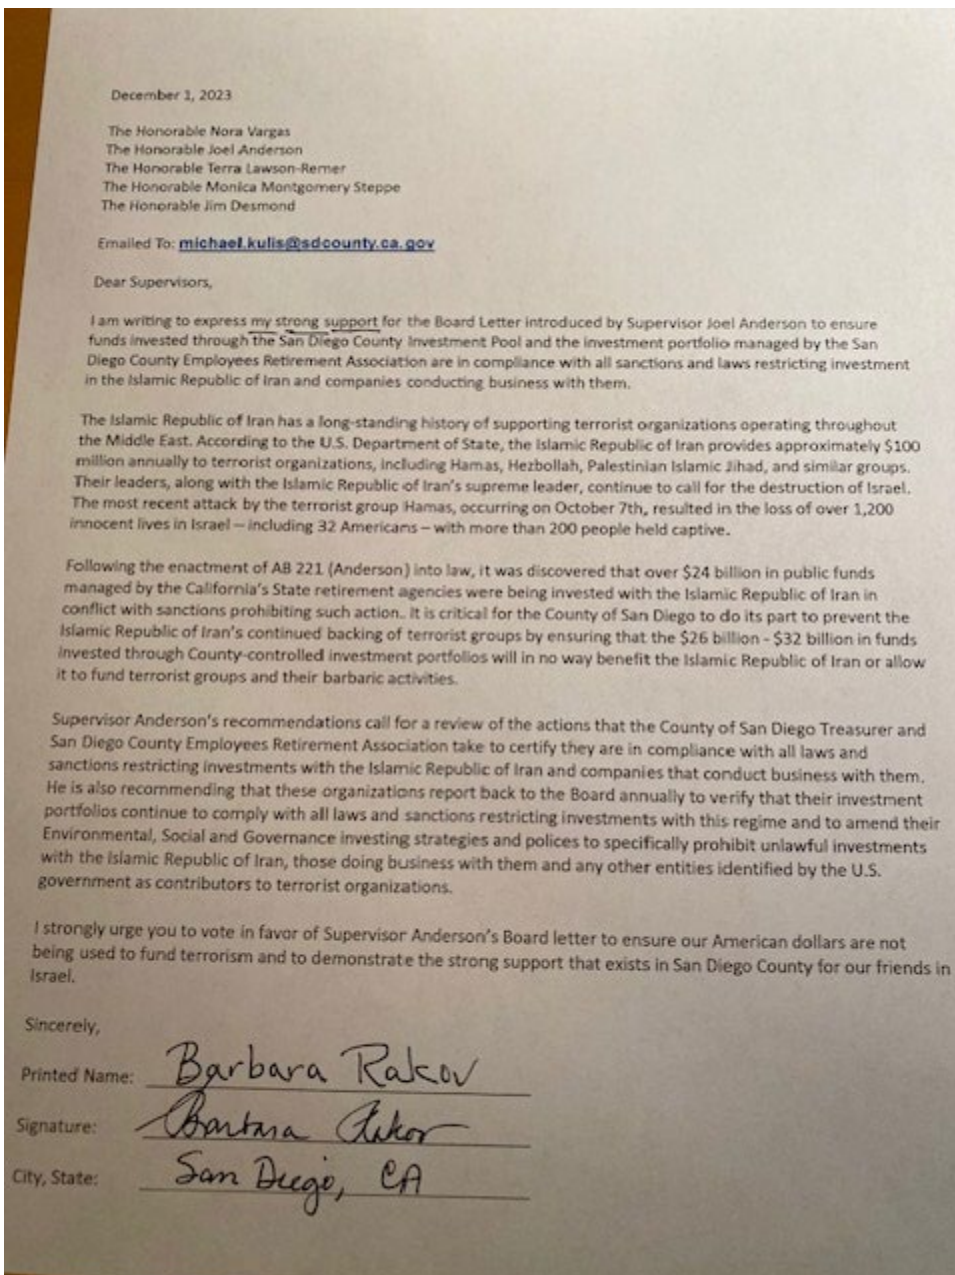 December 1, 2023
The Honorable Nora Vargas
The Honorable Joel Anderson
The Honorable Terra Lawson-Remer
The Honorable Monica Montgomery Steppe
The Honorable Jim Desmond
Emailed To: michael.kulis@sdcounty.ca.gov
Dear Supervisors,
I am writing to express my strong support for the Board Letter introduced by Supervisor Joel Anderson to ensure
funds invested through the San Diego County Investment Pool and the investment portfolio managed by the San
Diego County Employees Retirement Association are in compliance with all sanctions and laws restricting investment
in the Islamic Republic of Iran and companies conducting business with them.
The Islamic Republic of Iran has a long-standing history of supporting terrorist organizations operating throughout
the Middle East. According to the U.S. Department of State, the Islamic Republic of Iran provides approximately $100
million annually to terrorist organizations, including Hamas, Hezbollah, Palestinian Islamic Jihad, and similar groups.
Their leaders, along with the Islamic Republic of Iran's supreme leader, continue to call for the destruction of Israel.
The most recent attack by the terrorist group Hamas, occurring on October 7th, resulted in the loss of over 1,200
innocent lives in Israel – including 32 Americans – with more than 200 people held captive.
Following the enactment of AB 221 (Anderson) into law, it was discovered that over $24 billion in public funds
managed by the California's State retirement agencies were being invested with the Islamic Republic of Iran in
conflict with sanctions prohibiting such action. It is critical for the County of San Diego to do its part to prevent the
Islamic Republic of Iran's continued backing of terrorist groups by ensuring that the $26 billion - $32 billion in funds
invested through County-controlled investment portfolios will in no way benefit the Islamic Republic of Iran or allow
it to fund terrorist groups and their barbaric activities.
Supervisor Anderson's recommendations call for a review of the actions that the County of San Diego Treasurer and
San Diego County Employees Retirement Association take to certify they are in compliance with all laws and
sanctions restricting investments with the Islamic Republic of Iran and companies that conduct business with them.
He is also recommending that these organizations report back to the Board annually to verify that their investment
portfolios continue to comply with all laws and sanctions restricting investments with this regime and to amend their
Environmental, Social and Governance investing strategies and polices to specifically prohibit unlawful investments
with the Islamic Republic of Iran, those doing business with them and any other entities identified by the U.S.
government as contributors to terrorist organizations.
I strongly urge you to vote in favor of Supervisor Anderson's Board letter to ensure our American dollars are not
being used to fund terrorism and to demonstrate the strong support that exists in San Diego County for our friends in
Israel.
Sincerely,
Printed Name: Barbara Rakov
Signature: Barbara Rakov
City, State: San Diego, CA